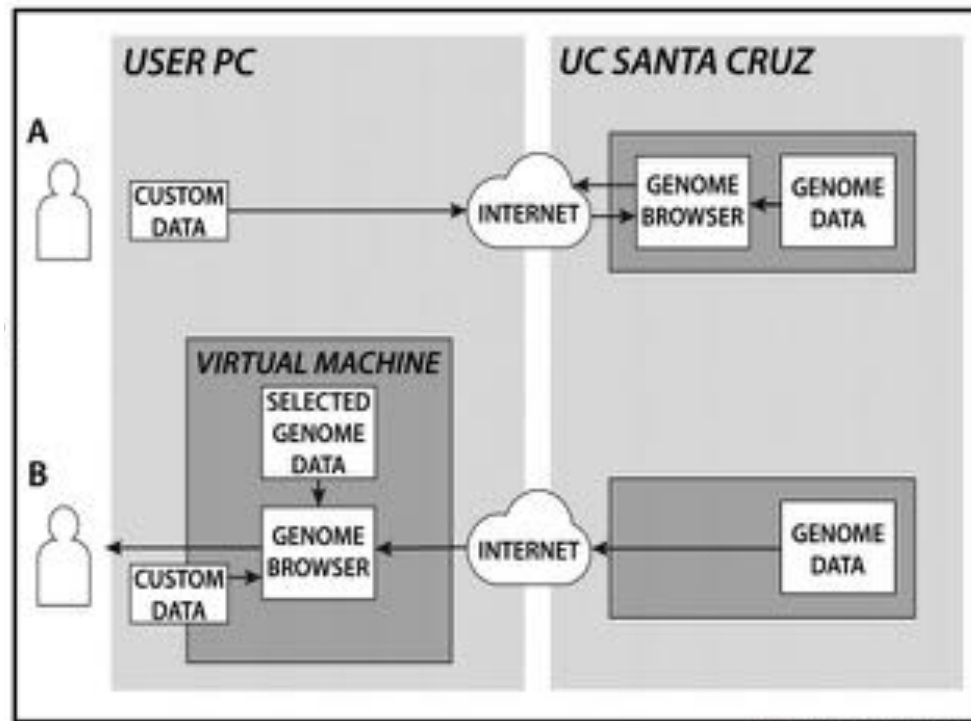 USER PC
UC SANTA CRUZ
A
CUSTOM
DATA
INTERNET
GENOME
BROWSER
GENOME
DATA
VIRTUAL MACHINE
SELECTED
GENOME
DATA
B
GENOME
BROWSER
CUSTOM
DATA
INTERNET
GENOME
DATA